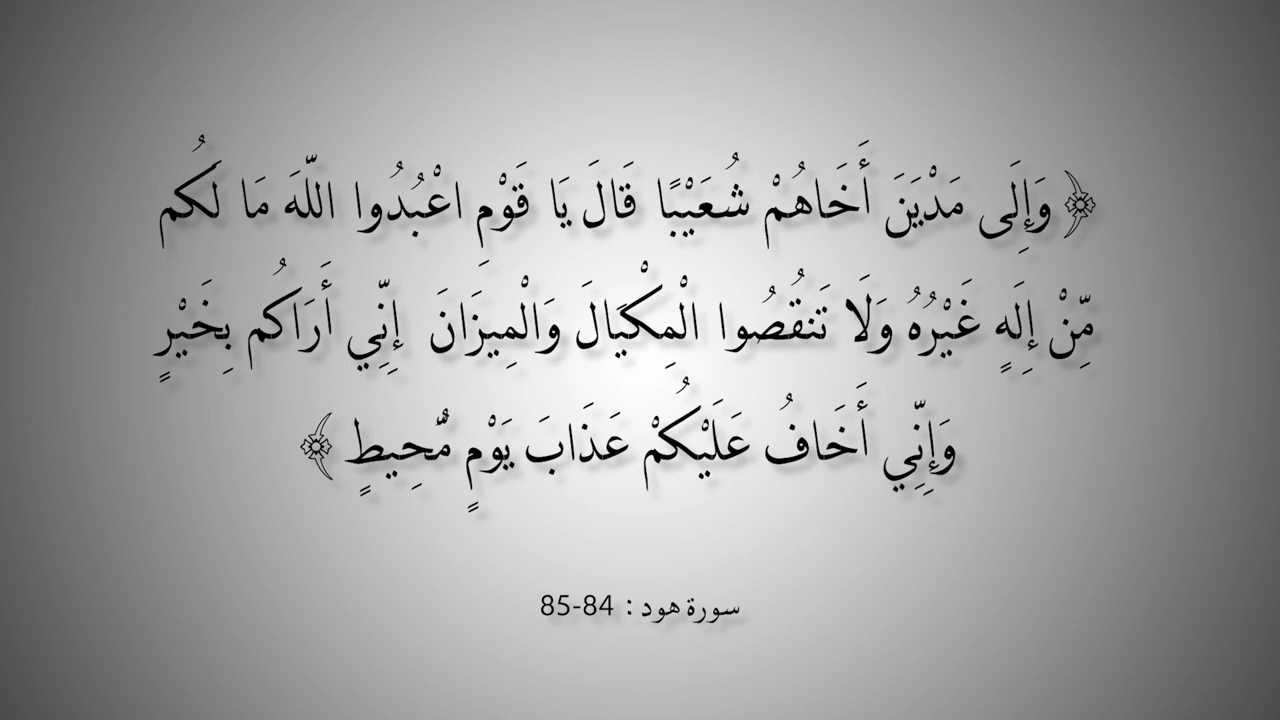 ﴿ وَإِلَى مَدْيَنَ أَخَاهُمْ شُعَيْبًا قَالَ يَا قَوْمِ اعْبُدُوا اللّهَ مَا لَكُم
مِّنْ إِلَهٍ غَيْرُهُ وَلَا تَنقُصُوا الْمِكْيَالَ وَالْمِيزَانَ إِنِّي أَرَاكُم بِخَيْرٍ
وَإِنِّي أَخَافُ عَلَيْكُمْ عَذَابَ يَوْمٍ مُّحِيطٍ ﴾
سورة هود : 84-85